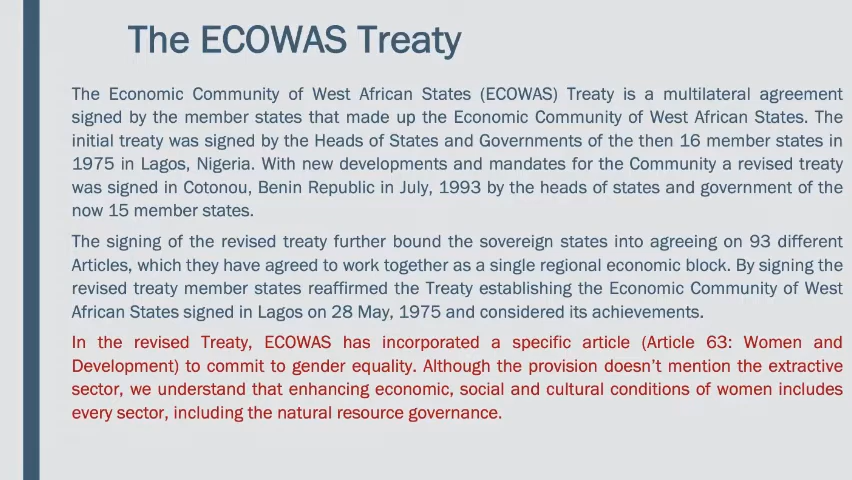 The ECOWAS Treaty
The Economic Community of West African States (ECOWAS) Treaty is a multilateral agreement
signed by the member states that made up the Economic Community of West African States. The
initial treaty was signed by the Heads of States and Governments of the then 16 member states in
1975 in Lagos, Nigeria. With new developments and mandates for the Community a revised treaty
was signed in Cotonou, Benin Republic in July, 1993 by the heads of states and government of the
now 15 member states.
The signing of the revised treaty further bound the sovereign states into agreeing on 93 different
Articles, which they have agreed to work together as a single regional economic block. By signing the
revised treaty member states reaffirmed the Treaty establishing the Economic Community of West
African States signed in Lagos on 28 May, 1975 and considered its achievements.
In the revised Treaty, ECOWAS has incorporated a specific article (Article 63: Women and
Development) to commit to gender equality. Although the provision doesn’t mention the extractive
sector, we understand that enhancing economic, social and cultural conditions of women includes
every sector, including the natural resource governance.